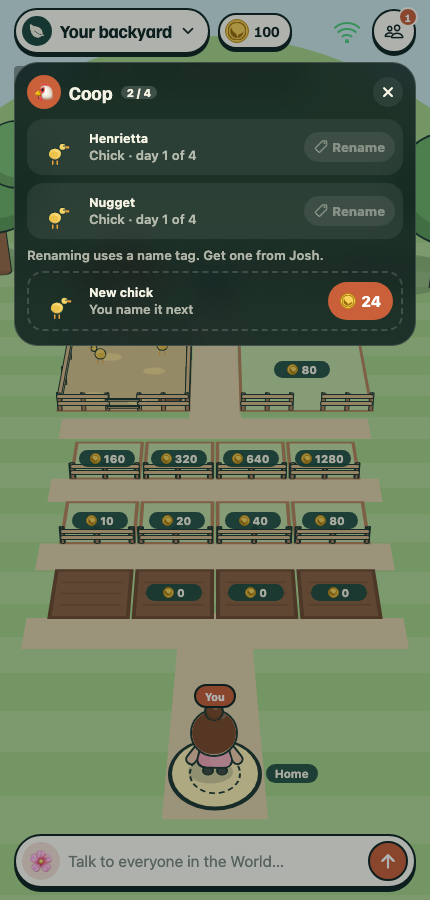 Your backyard
100
1
Coop 2 / 4
Henrietta
Chick · day 1 of 4
Rename
Nugget
Chick · day 1 of 4
Rename
Renaming uses a name tag. Get one from Josh.
New chick
You name it next
24
80
160 320 640 1280
10 20 40 80
0 0 0
You
Home
Talk to everyone in the World...